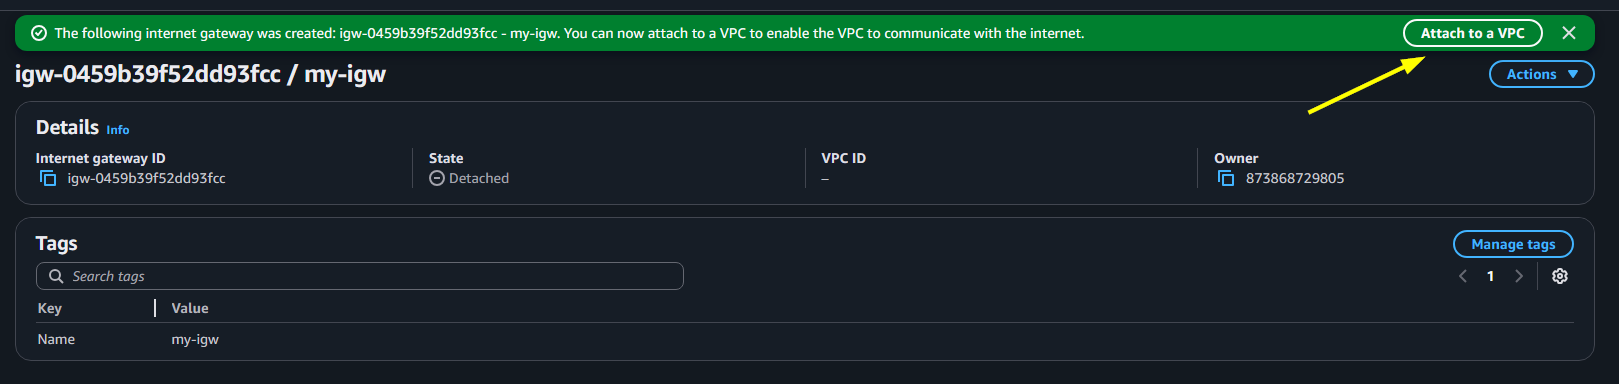 The following internet gateway was created: igw-0459b39f52dd93fcc - my-igw. You can now attach to a VPC to enable the VPC to communicate with the internet. Attach to a VPC
igw-0459b39f52dd93fcc / my-igw Actions
Details Info
Internet gateway ID State VPC ID Owner
igw-0459b39f52dd93fcc Detached – 873868729805
Tags Manage tags
Search tags 1
Key Value
Name my-igw